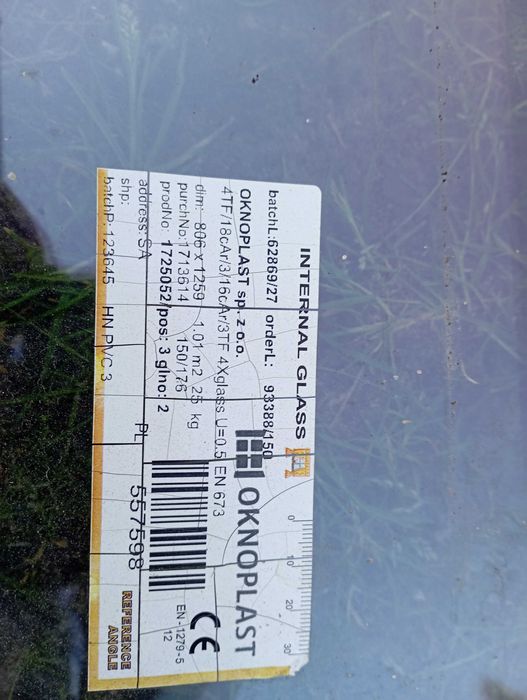 INTERNAL GLASS
0 10 20 30
batchL:62869/27 orderL: 93388/150
OKNOPLAST
OKNOPLAST sp. z o.o.
4TF/18cAr/3/16cAr/3TF 4Xglass U=0.5 EN 673
dim: 806 x 1259 1.01 m2 25 kg
purchNo:1713614 150/176
prodNo: 1725052/pos: 3 glno: 2
CE
EN-1279-5
12
address: SA
shp: PL 557598
batchP: 123645 HN PVC 3
REFERENCE
ANGLE